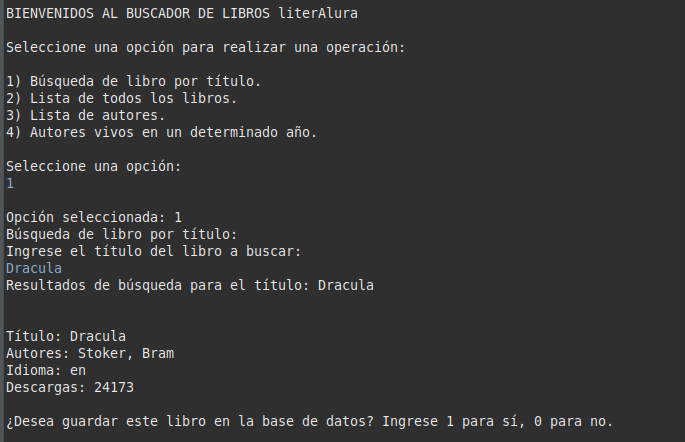 BIENVENIDOS AL BUSCADOR DE LIBROS literAlura
Seleccione una opción para realizar una operación:
1) Búsqueda de libro por título.
2) Lista de todos los libros.
3) Lista de autores.
4) Autores vivos en un determinado año.
Seleccione una opción:
1
Opción seleccionada: 1
Búsqueda de libro por título:
Ingrese el título del libro a buscar:
Dracula
Resultados de búsqueda para el título: Dracula
Título: Dracula
Autores: Stoker, Bram
Idioma: en
Descargas: 24173
¿Desea guardar este libro en la base de datos? Ingrese 1 para sí, 0 para no.